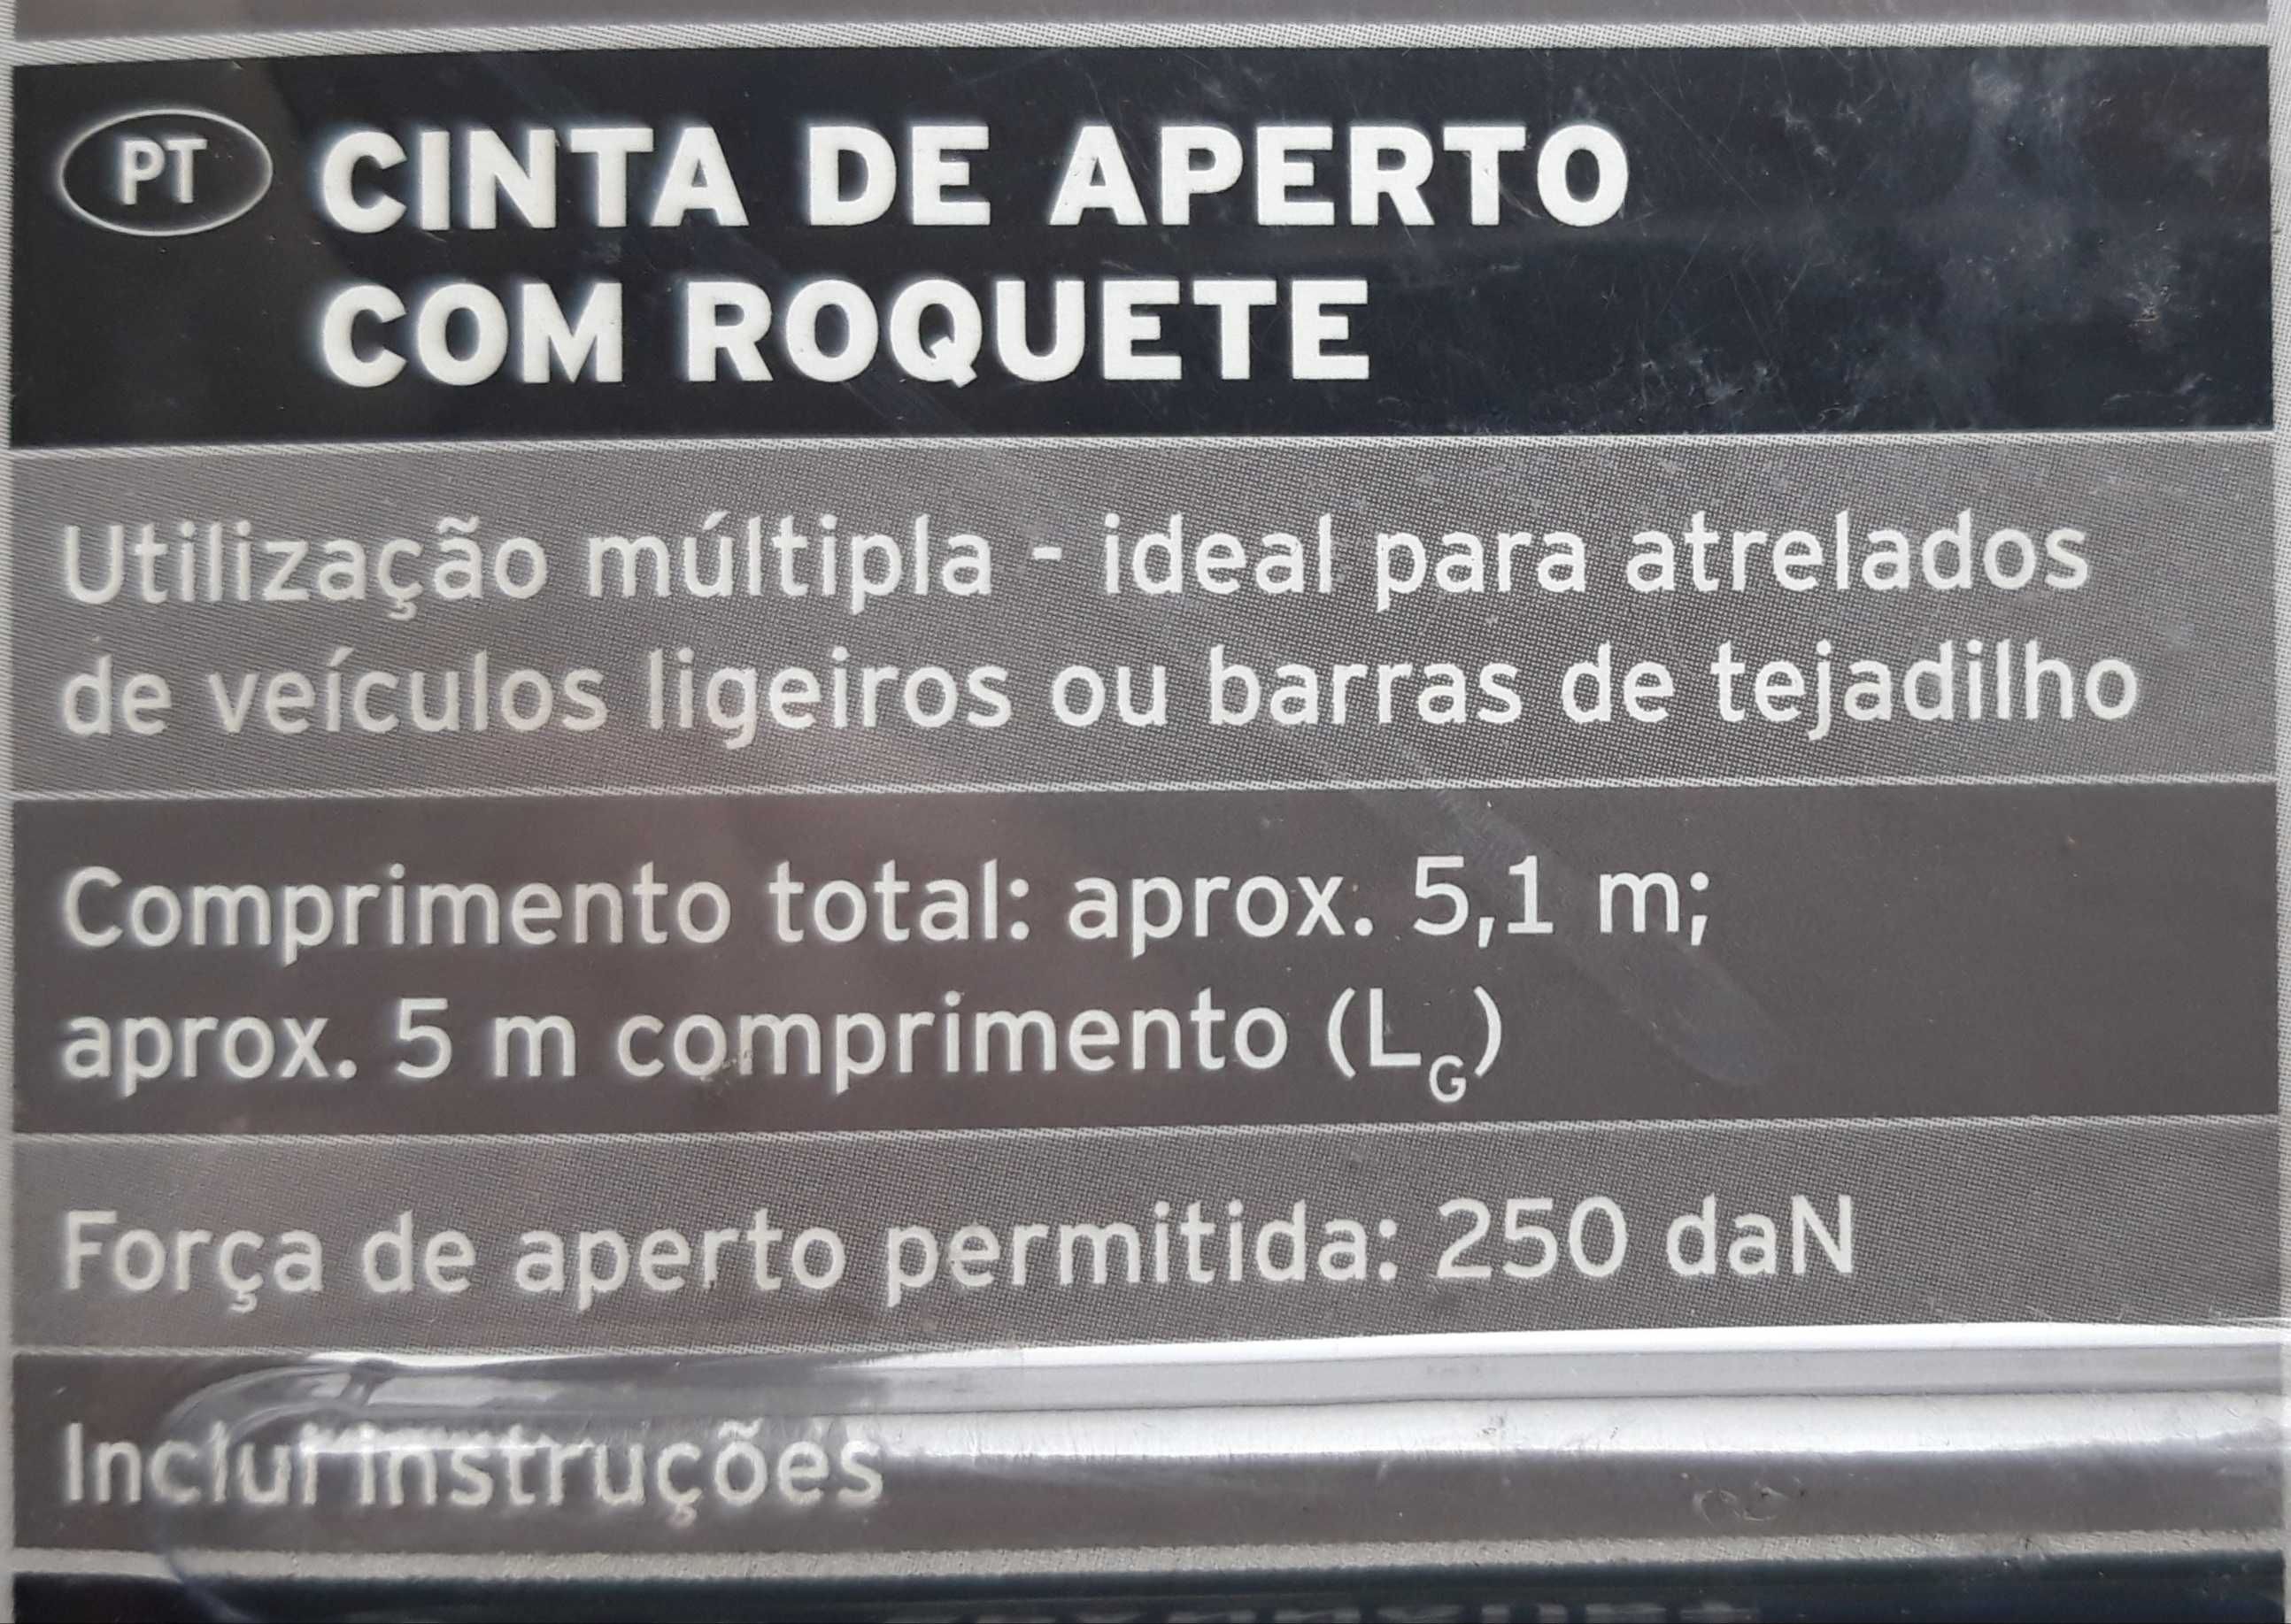 PT CINTA DE APERTO
COM ROQUETE
Utilização múltipla - ideal para atrelados
de veículos ligeiros ou barras de tejadilho
Comprimento total: aprox. 5,1 m;
aprox. 5 m comprimento (L_G)
Força de aperto permitida: 250 daN
Inclui instruções